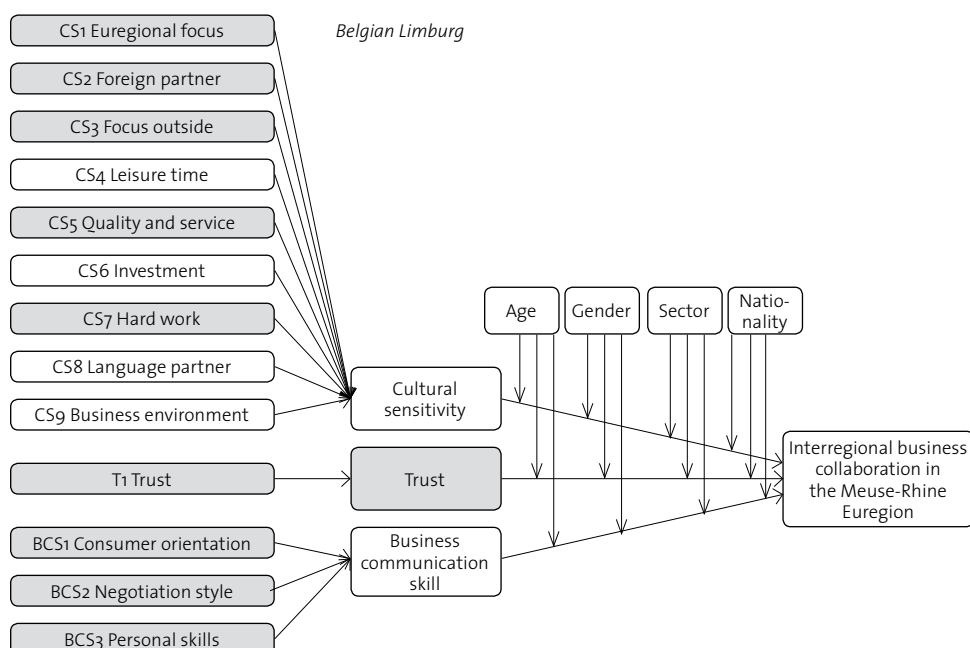 CS1 Euregional focus
Belgian Limburg
CS2 Foreign partner
CS3 Focus outside
CS4 Leisure time
CS5 Quality and service
CS6 Investment
CS7 Hard work
CS8 Language partner
CS9 Business environment
T1 Trust
BCS1 Consumer orientation
BCS2 Negotiation style
BCS3 Personal skills
Cultural
sensitivity
Trust
Business
communication
skill
Age
Gender
Sector
Natio-
nality
Interregional business
collaboration in
the Meuse-Rhine
Euregion